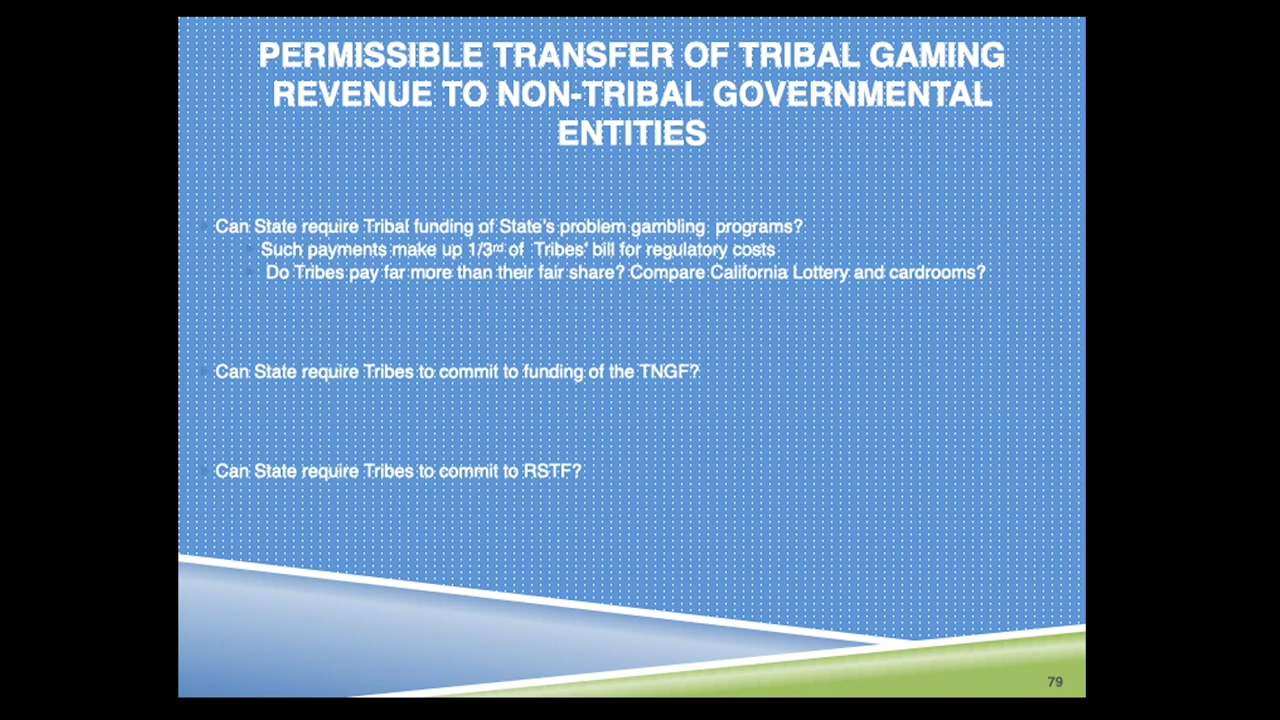 PERMISSIBLE TRANSFER OF TRIBAL GAMING
REVENUE TO NON-TRIBAL GOVERNMENTAL
ENTITIES
Can State require Tribal funding of State's problem gambling programs?
Such payments make up 1/3rd of Tribes' bill for regulatory costs
Do Tribes pay far more than their fair share? Compare California Lottery and cardrooms?
Can State require Tribes to commit to funding of the TNGF?
Can State require Tribes to commit to RSTF?
79